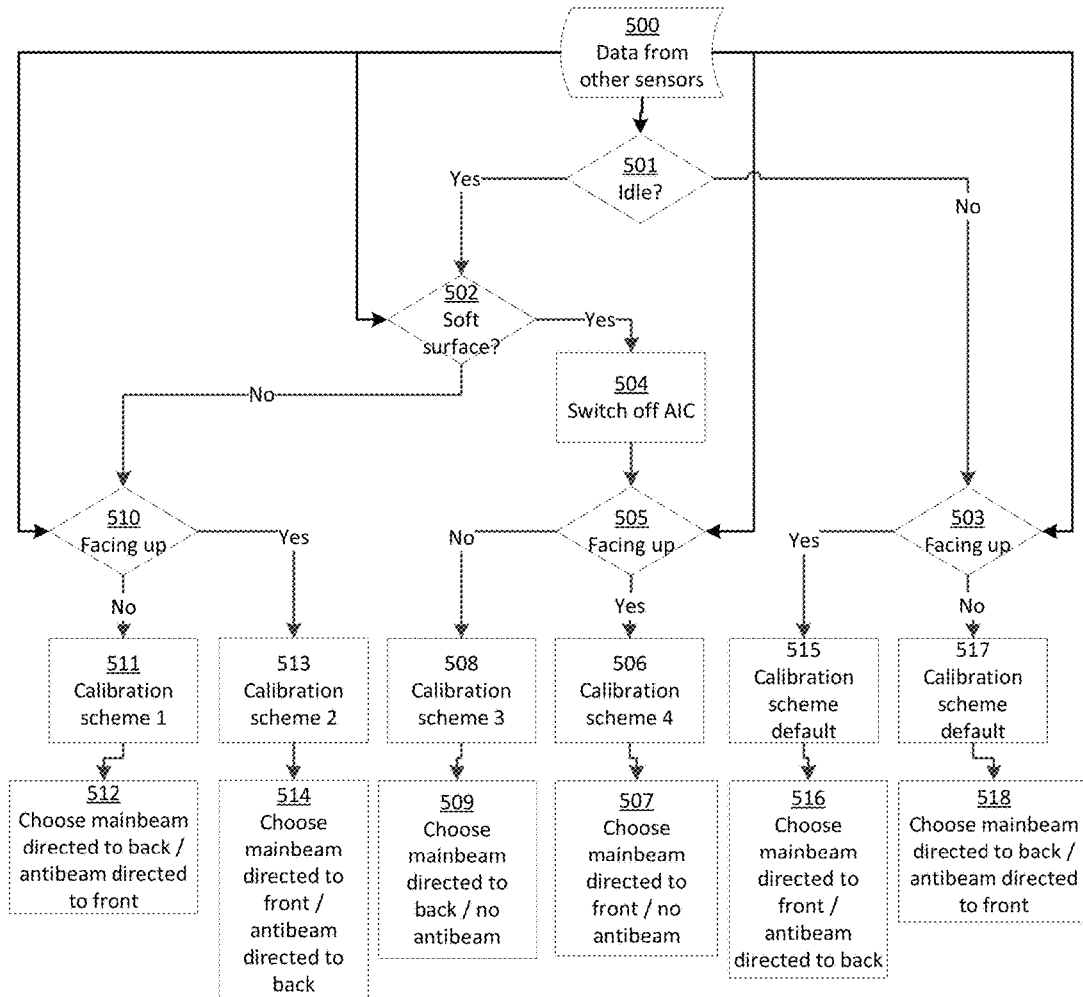 500
Data from
other sensors
501
Idle?
Yes
No
502
Soft
surface?
Yes
504
Switch off AIC
No
510
Facing up
Yes
No
505
Facing up
No
Yes
503
Facing up
Yes
No
511
Calibration
scheme 1
513
Calibration
scheme 2
508
Calibration
scheme 3
506
Calibration
scheme 4
515
Calibration
scheme
default
517
Calibration
scheme
default
512
Choose mainbeam
directed to back /
antibeam directed
to front
514
Choose
mainbeam
directed to
front /
antibeam
directed to
back
509
Choose
mainbeam
directed to
back / no
antibeam
507
Choose
mainbeam
directed to
front / no
antibeam
516
Choose
mainbeam
directed to
front /
antibeam
directed to back
518
Choose mainbeam
directed to back /
antibeam directed
to front